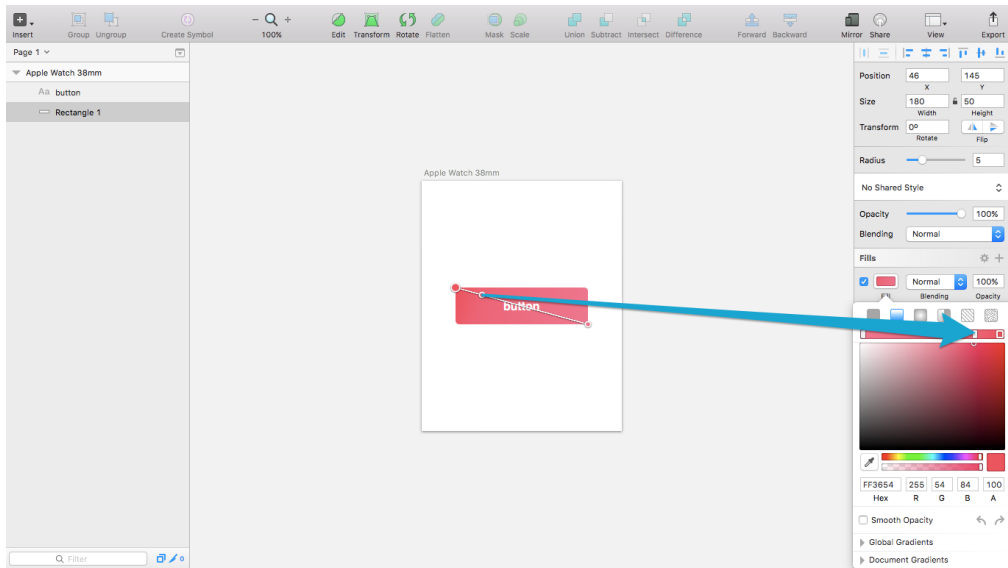 Insert Group Ungroup Create Symbol 100% Edit Transform Rotate Flatten Mask Scale Union Subtract Intersect Difference Forward Backward Mirror Share View Export
Page 1
Apple Watch 38mm
Aa button
Rectangle 1
Filter 0
Apple Watch 38mm
button
Position 46 145
X Y
Size 180 50
Width Height
Transform 0º
Rotate Flip
Radius 5
No Shared Style
Opacity 100%
Blending Normal
Fills
Normal 100%
Fill Blending Opacity
FF3654 255 54 84 100
Hex R G B A
Smooth Opacity
Global Gradients
Document Gradients